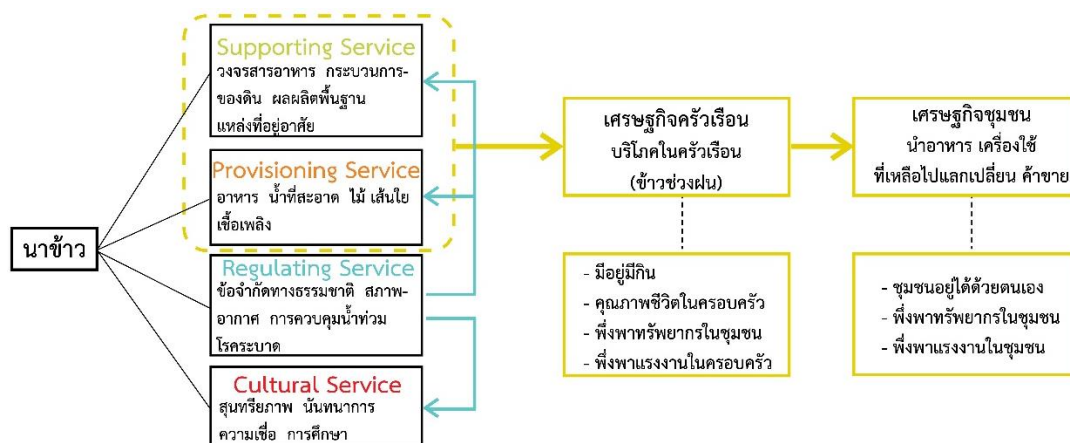 นาข้าว
Supporting Service
วงจรสารอาหาร กระบวนการ-
ของดิน ผลผลิตพื้นฐาน
แหล่งที่อยู่อาศัย
Provisioning Service
อาหาร น้ำที่สะอาด ไม้ เส้นใย
เชื้อเพลิง
Regulating Service
ข้อจำกัดทางธรรมชาติ สภาพ-
อากาศ การควบคุมน้ำท่วม
โรคระบาด
Cultural Service
สุนทรียภาพ นันทนาการ
ความเชื่อ การศึกษา
เศรษฐกิจครัวเรือน
บริโภคในครัวเรือน
(ข้าวช่วงฝน)
- มีอยู่มีกิน
- คุณภาพชีวิตในครอบครัว
- พึ่งพาทรัพยากรในชุมชน
- พึ่งพาแรงงานในครอบครัว
เศรษฐกิจชุมชน
นำอาหาร เครื่องใช้
ที่เหลือไปแลกเปลี่ยน ค้าขาย
- ชุมชนอยู่ได้ด้วยตนเอง
- พึ่งพาทรัพยากรในชุมชน
- พึ่งพาแรงงานในชุมชน